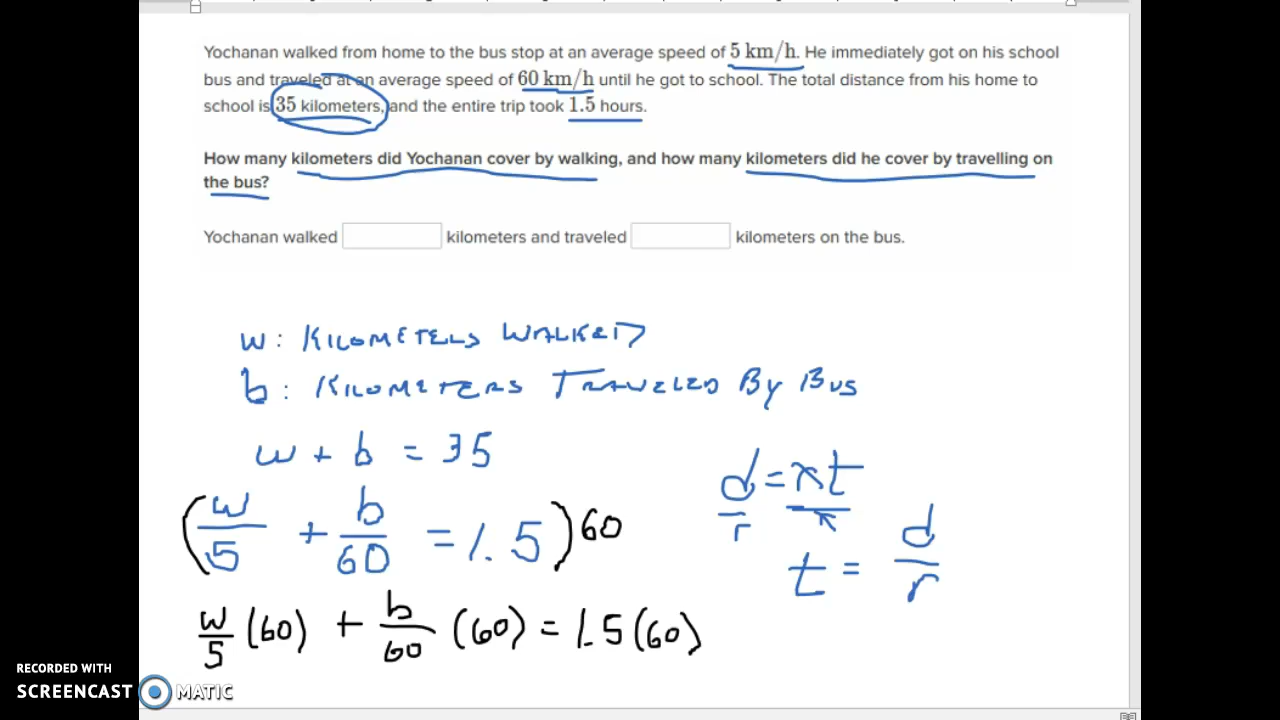 Yochanan walked from home to the bus stop at an average speed of 5 km/h. He immediately got on his school
bus and traveled at an average speed of 60 km/h until he got to school. The total distance from his home to
school is 35 kilometers, and the entire trip took 1.5 hours.
How many kilometers did Yochanan cover by walking, and how many kilometers did he cover by travelling on
the bus?
Yochanan walked kilometers and traveled kilometers on the bus.
w: KILOMETERS WALKED
b: KILOMETERS TRAVELED BY BUS
w + b = 35
(w/5 + b/60 = 1.5)60
d/r = rt/r
t = d/r
w/5 (60) + b/60 (60) = 1.5(60)
RECORDED WITH
SCREENCAST MATIC